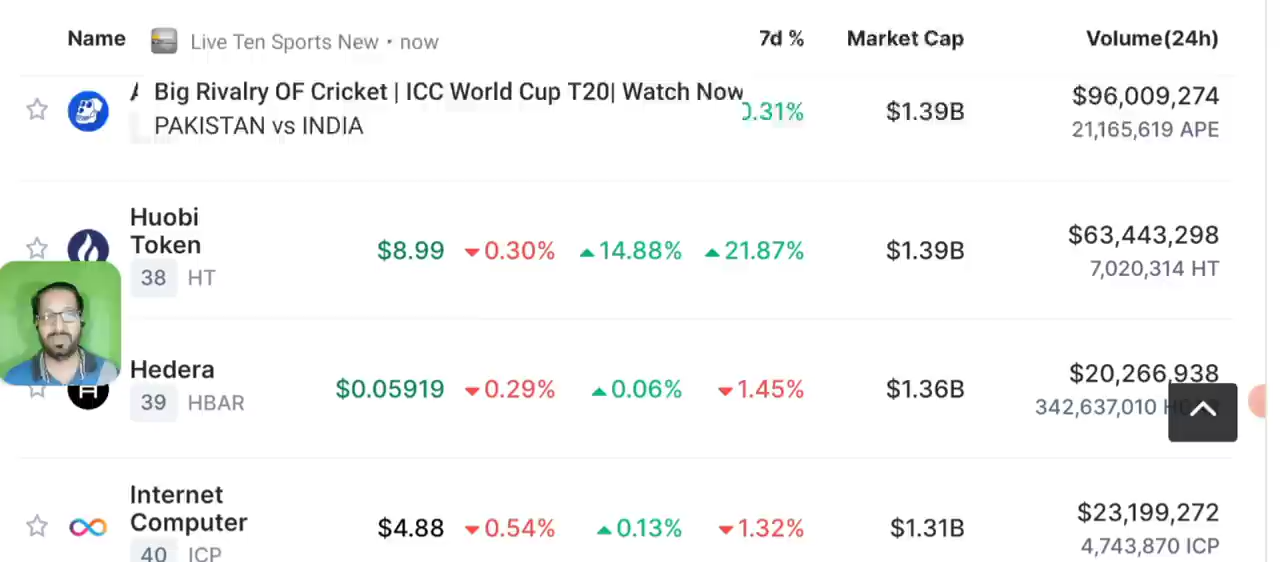 Name Live Ten Sports New • now 7d % Market Cap Volume(24h)
Big Rivalry OF Cricket | ICC World Cup T20| Watch Now
PAKISTAN vs INDIA
0.31% $1.39B $96,009,274
21,165,619 APE
Huobi
Token
38 HT
$8.99 0.30% 14.88% 21.87% $1.39B $63,443,298
7,020,314 HT
Hedera
39 HBAR
$0.05919 0.29% 0.06% 1.45% $1.36B $20,266,938
342,637,010
Internet
Computer
40 ICP
$4.88 0.54% 0.13% 1.32% $1.31B $23,199,272
4,743,870 ICP